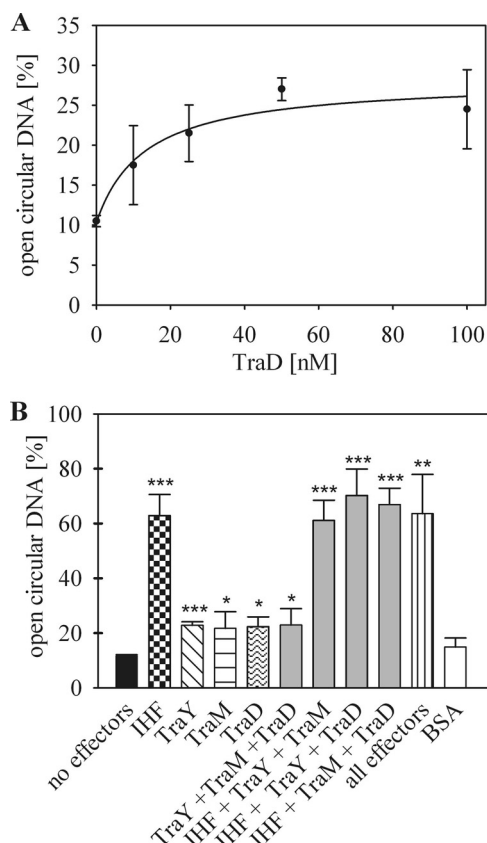 A
open circular DNA [%]
35
30
25
20
15
10
5
0
0 20 40 60 80 100
TraD [nM]
B
open circular DNA [%]
100
80
60
40
20
0
*** *** * * * *** *** *** **
no effectors
IHF
TraY
TraM
TraD
TraY +TraM +TraD
IHF + TraY + TraM
IHF + TraY + TraD
IHF + TraM + TraD
all effectors
BSA